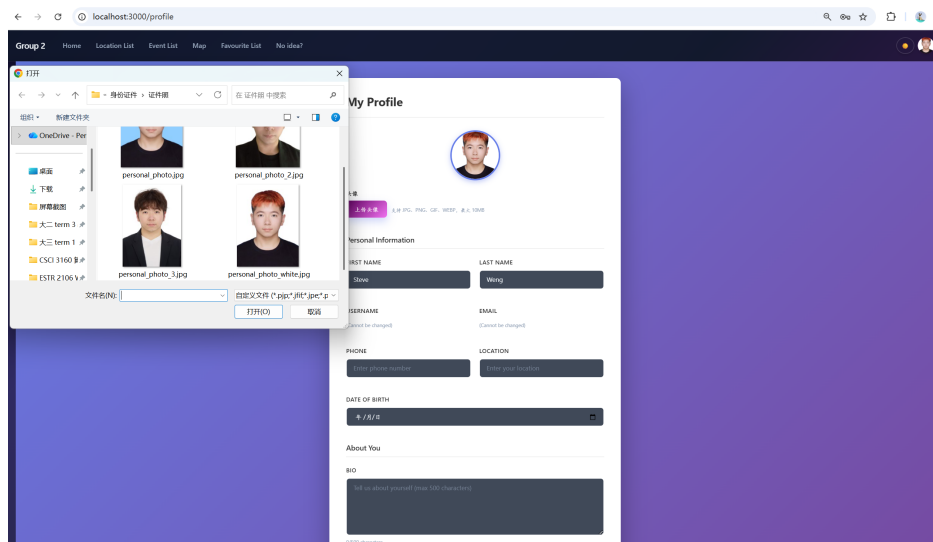 localhost:3000/profile
Group 2 Home Location List Event List Map Favourite List No idea?
打开
身份证件 › 证件照
在 证件照 中搜索
组织 新建文件夹
OneDrive - Per
桌面
下载
屏幕截图
大二 term 3
大三 term 1
CSCI 3160
ESTR 2106
personal_photo.jpg
personal_photo_2.jpg
personal_photo_3.jpg
personal_photo_white.jpg
文件名(N):
自定义文件 (*.pjp;*.jfif;*.jpe;*.p
打开(O) 取消
My Profile
头像
上传头像 支持 JPG, PNG, GIF, WEBP, 最大 10MB
Personal Information
FIRST NAME LAST NAME
Steve Weng
USERNAME EMAIL
(Cannot be changed) (Cannot be changed)
PHONE LOCATION
Enter phone number Enter your location
DATE OF BIRTH
年 /月/日
About You
BIO
Tell us about yourself (max 500 characters)